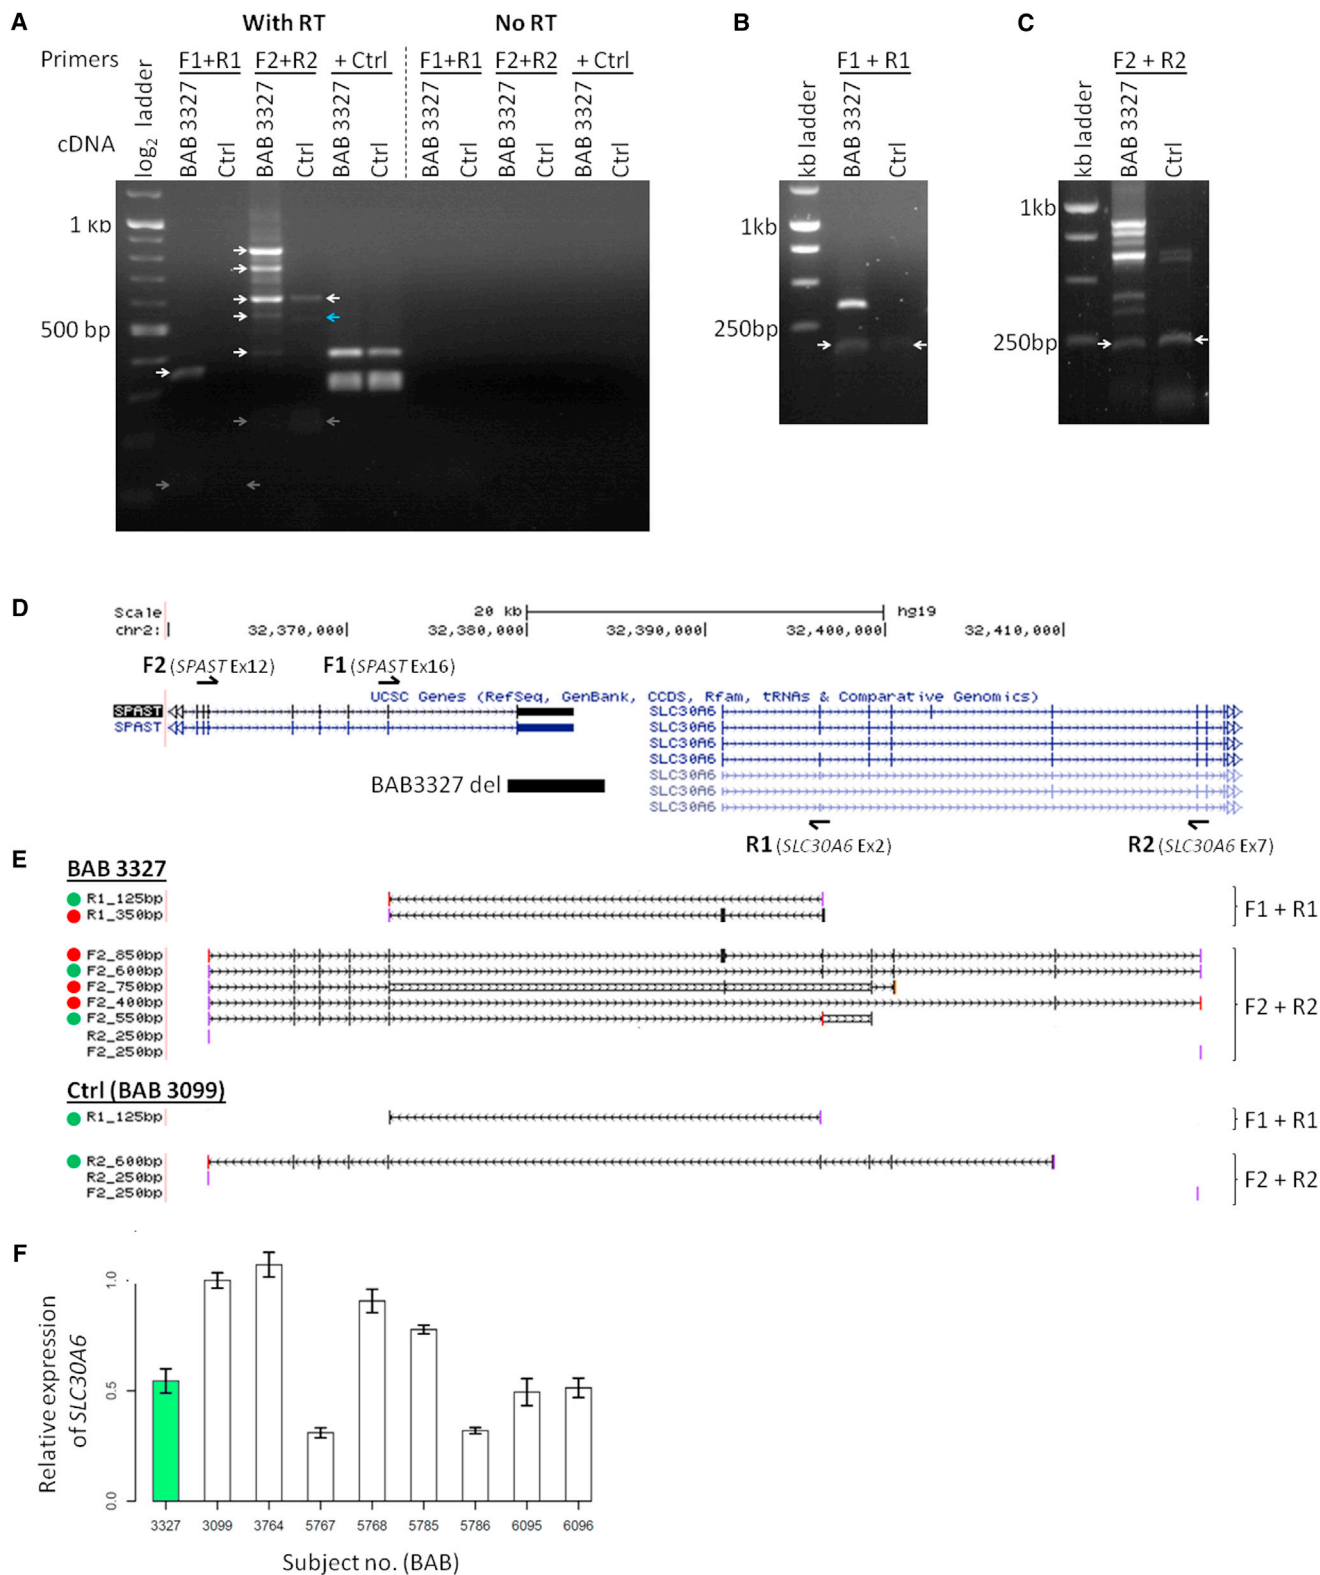 A
With RT
No RT
Primers
F1+R1
F2+R2
+ Ctrl
F1+R1
F2+R2
+ Ctrl
cDNA
log2 ladder
BAB 3327
Ctrl
BAB 3327
Ctrl
BAB 3327
Ctrl
BAB 3327
Ctrl
BAB 3327
Ctrl
BAB 3327
Ctrl
1 Kb
500 bp
B
F1 + R1
kb ladder
BAB 3327
Ctrl
1kb
250bp
C
F2 + R2
kb ladder
BAB 3327
Ctrl
1kb
250bp
D
Scale
20 kb
hg19
chr2:
32,370,000
32,380,000
32,390,000
32,400,000
32,410,000
F2 (SPAST Ex12)
F1 (SPAST Ex16)
UCSC Genes (RefSeq, GenBank, CCDS, Rfam, tRNAs & Comparative Genomics)
SPAST
SPAST
SLC30A6
SLC30A6
SLC30A6
SLC30A6
SLC30A6
SLC30A6
SLC30A6
BAB3327 del
R1 (SLC30A6 Ex2)
R2 (SLC30A6 Ex7)
E
BAB 3327
R1_125bp
R1_350bp
F1 + R1
F2_850bp
F2_600bp
F2_750bp
F2_400bp
F2_550bp
R2_250bp
F2_250bp
F2 + R2
Ctrl (BAB 3099)
R1_125bp
F1 + R1
R2_600bp
R2_250bp
F2_250bp
F2 + R2
F
Relative expression
of SLC30A6
1.0
0.5
0.0
3327
3099
3764
5767
5768
5785
5786
6095
6096
Subject no. (BAB)